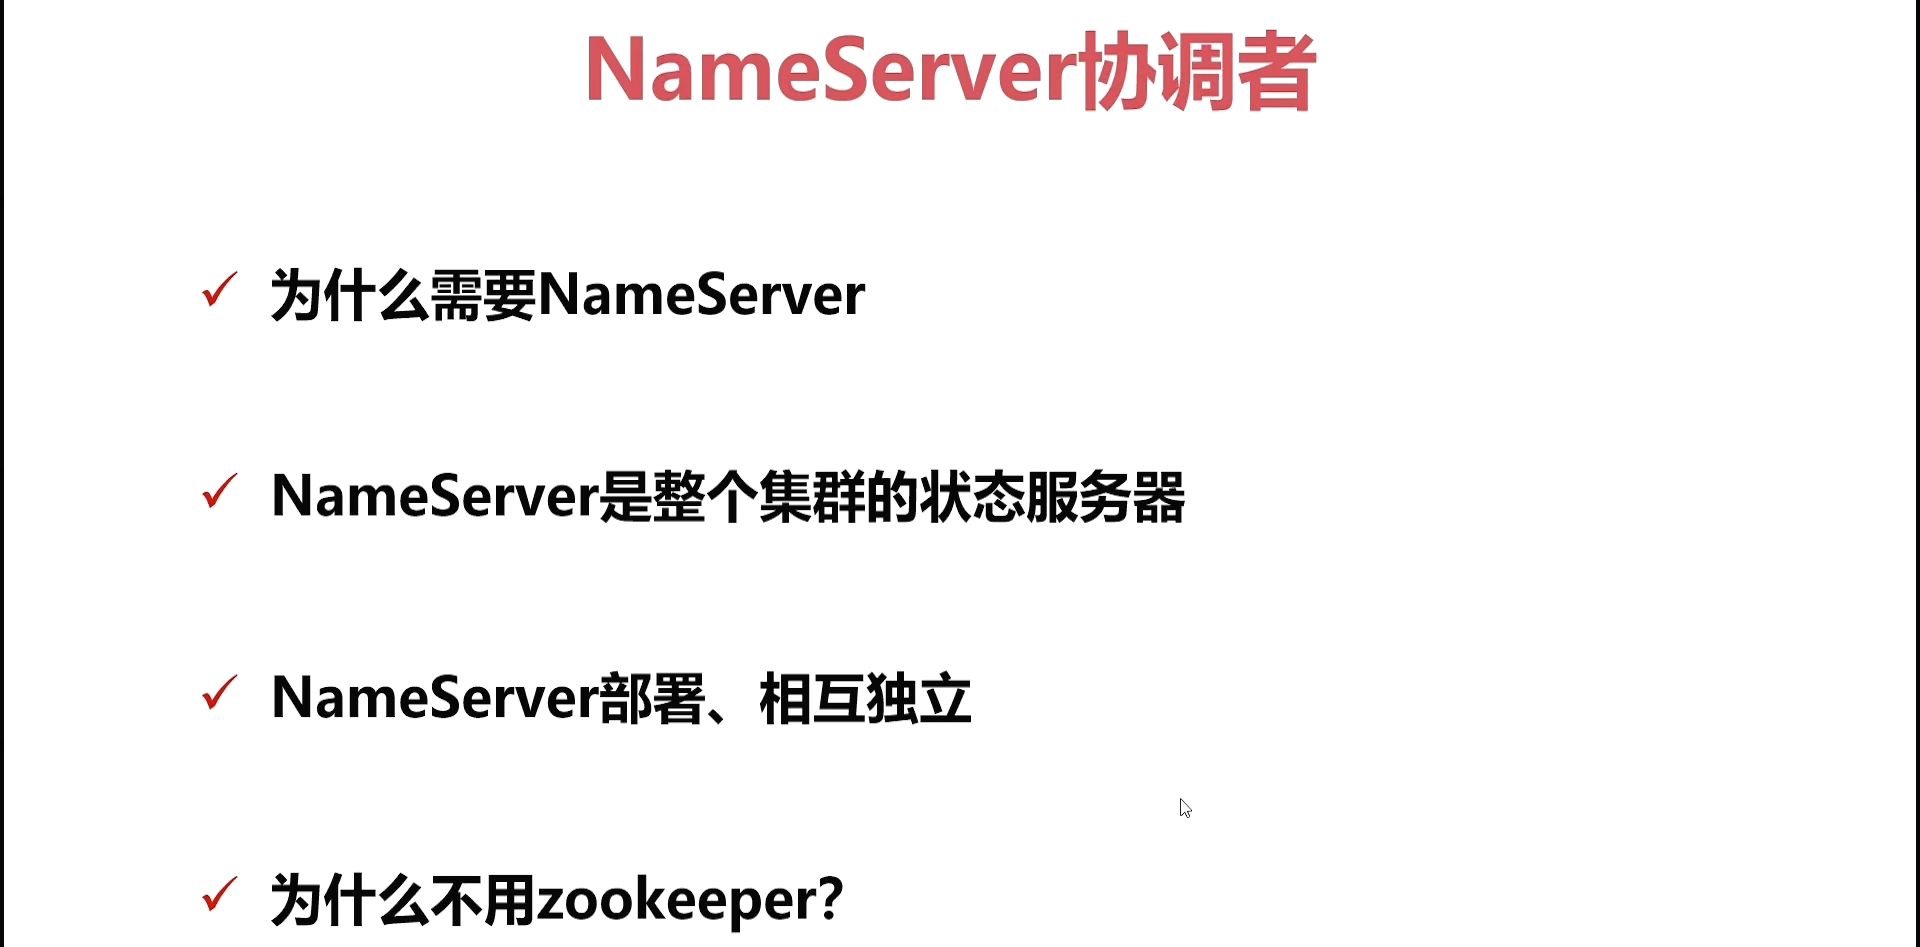 NameServer协调者
为什么需要NameServer
NameServer是整个集群的状态服务器
NameServer部署、相互独立
为什么不用zookeeper?